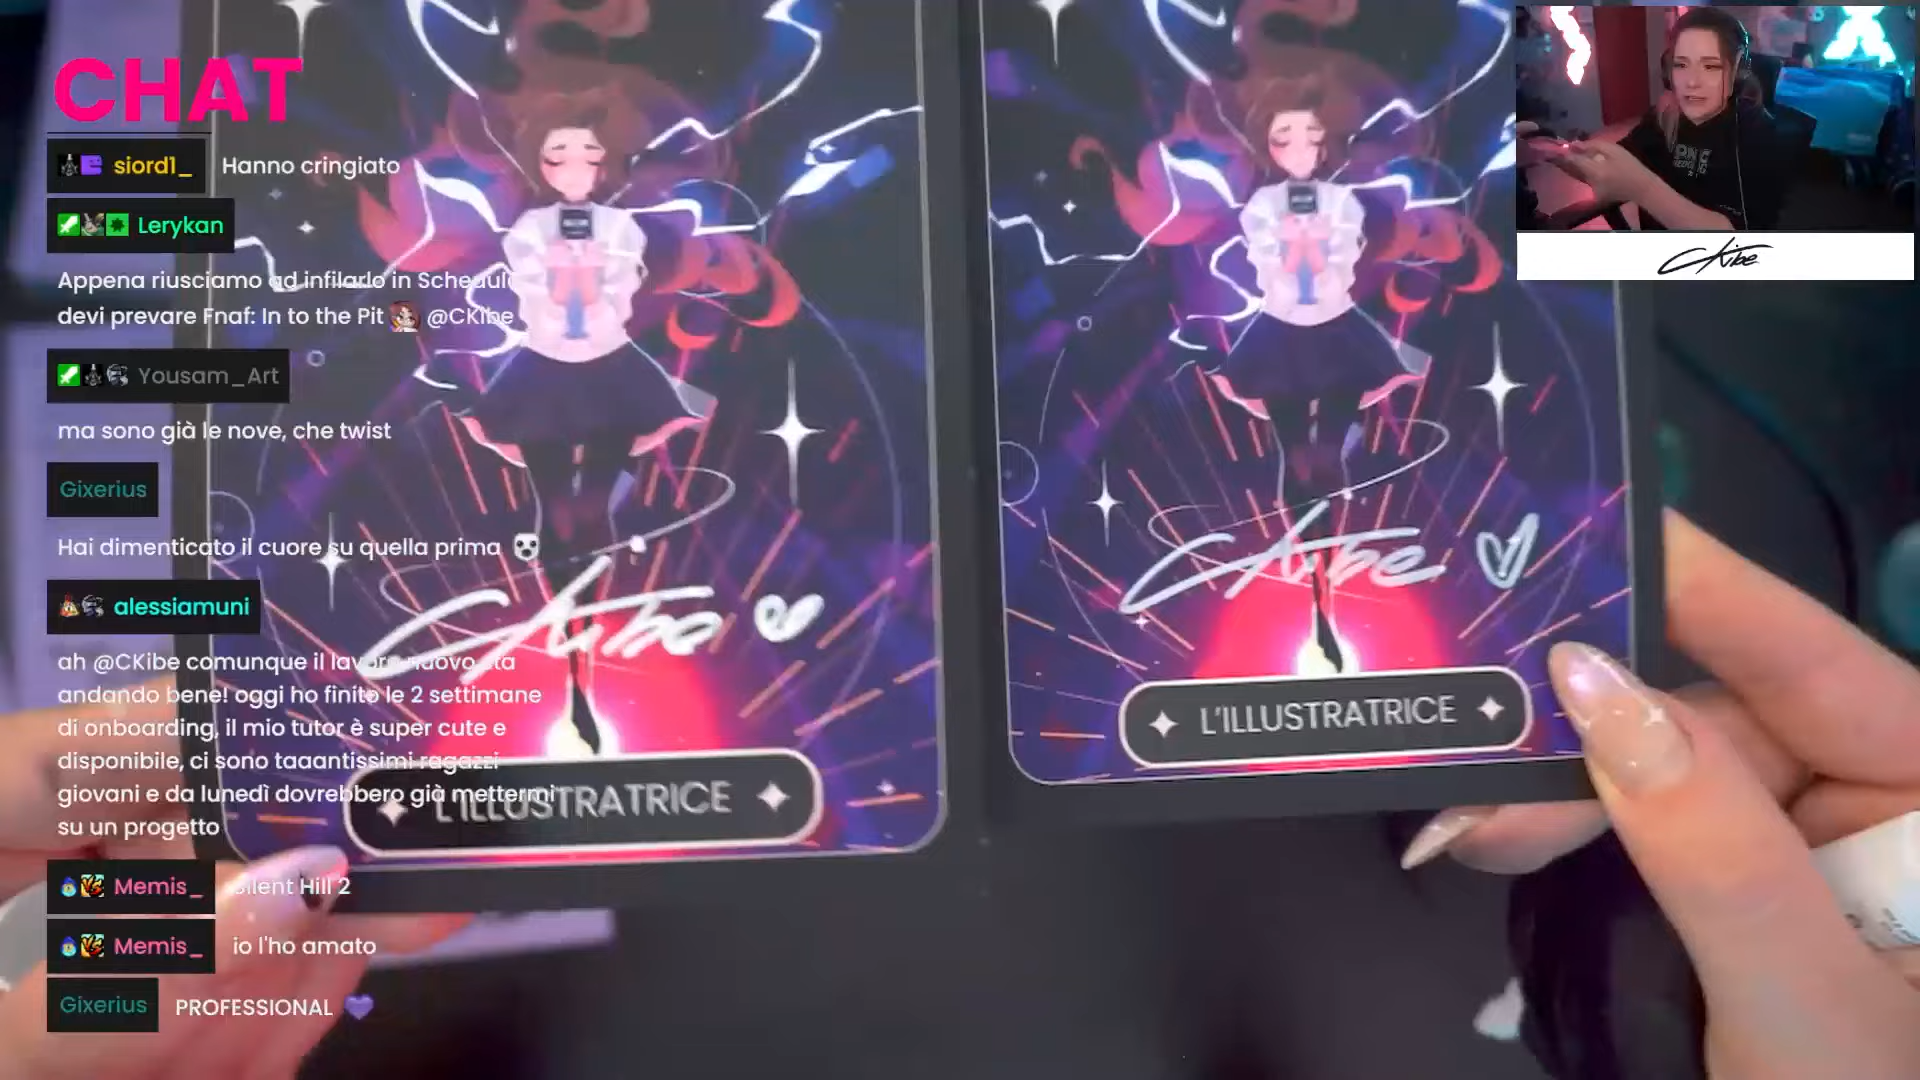 CHAT
siord1_ Hanno cringiato
Lerykan
Appena riusciamo ad infilarlo in Schedule
devi prevare Fnaf: In to the Pit @CKibe
Yousam_Art
ma sono già le nove, che twist
Gixerius
Hai dimenticato il cuore su quella prima
alessiamuni
ah @CKibe comunque il lavoro nuovo sta
andando bene! oggi ho finito le 2 settimane
di onboarding, il mio tutor è super cute e
disponibile, ci sono taaantissimi ragazzi
giovani e da lunedì dovrebbero già mettermi
su un progetto
Memis_ Silent Hill 2
Memis_ io l'ho amato
Gixerius PROFESSIONAL
CKibe
L'ILLUSTRATRICE
CKibe
L'ILLUSTRATRICE
CKibe